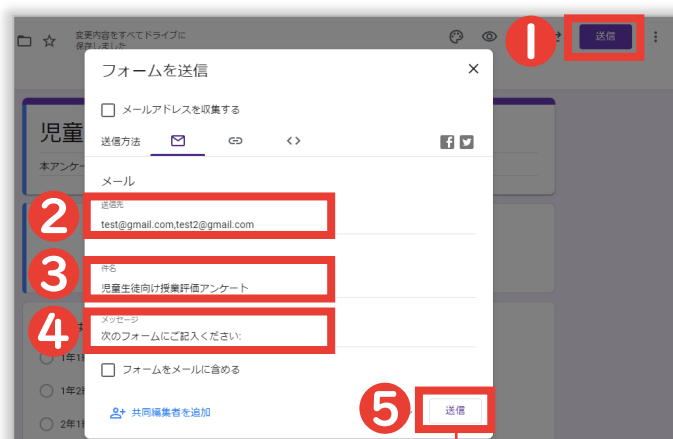 変更内容をすべてドライブに
保存しました
1
送信
フォームを送信
メールアドレスを収集する
児童
送信方法
本アンケー
メール
2
送信先
test@gmail.com,test2@gmail.com
3
件名
児童生徒向け授業評価アンケート
4
メッセージ
次のフォームにご記入ください:
1年1
フォームをメールに含める
1年2
共同編集者を追加
5
送信
2年1